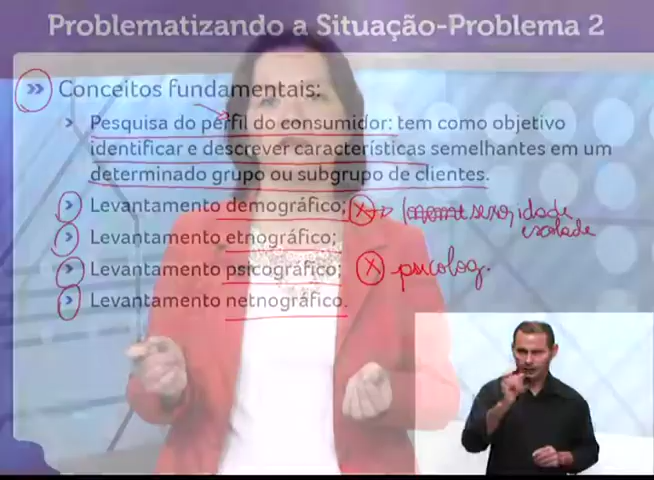 Problematizando a Situação-Problema 2
» Conceitos fundamentais:
› Pesquisa do perfil do consumidor: tem como objetivo
identificar e descrever características semelhantes em um
determinado grupo ou subgrupo de clientes.
› Levantamento demográfico; x → sexo, idade
› Levantamento etnográfico;
› Levantamento psicográfico; x psicolog.
› Levantamento netnográfico.